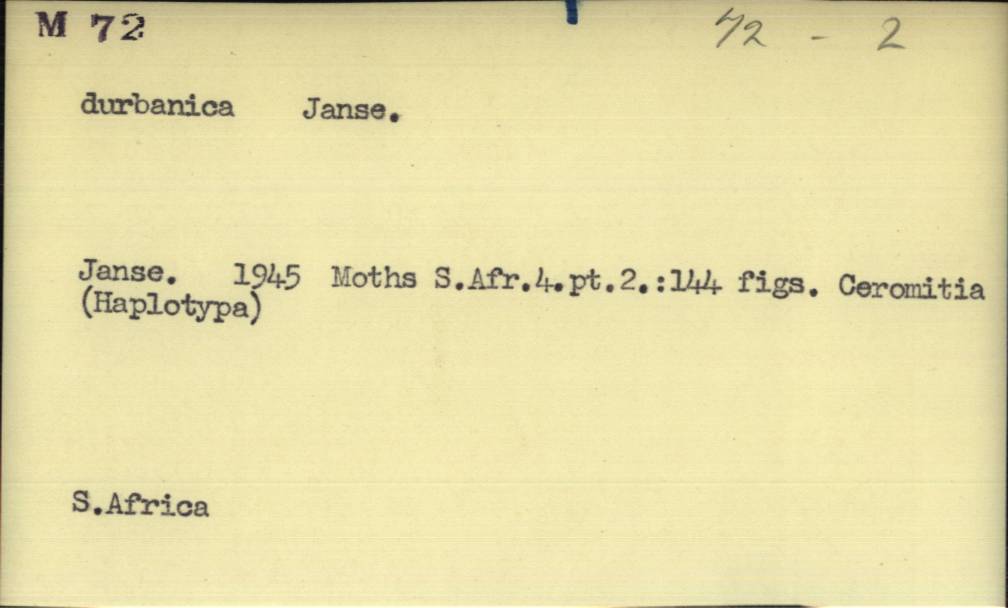 M 72 72 - 2
durbanica Janse.
Janse. 1945 Moths S.Afr.4.pt.2.:144 figs. Ceromitia
(Haplotypa)
S.Africa